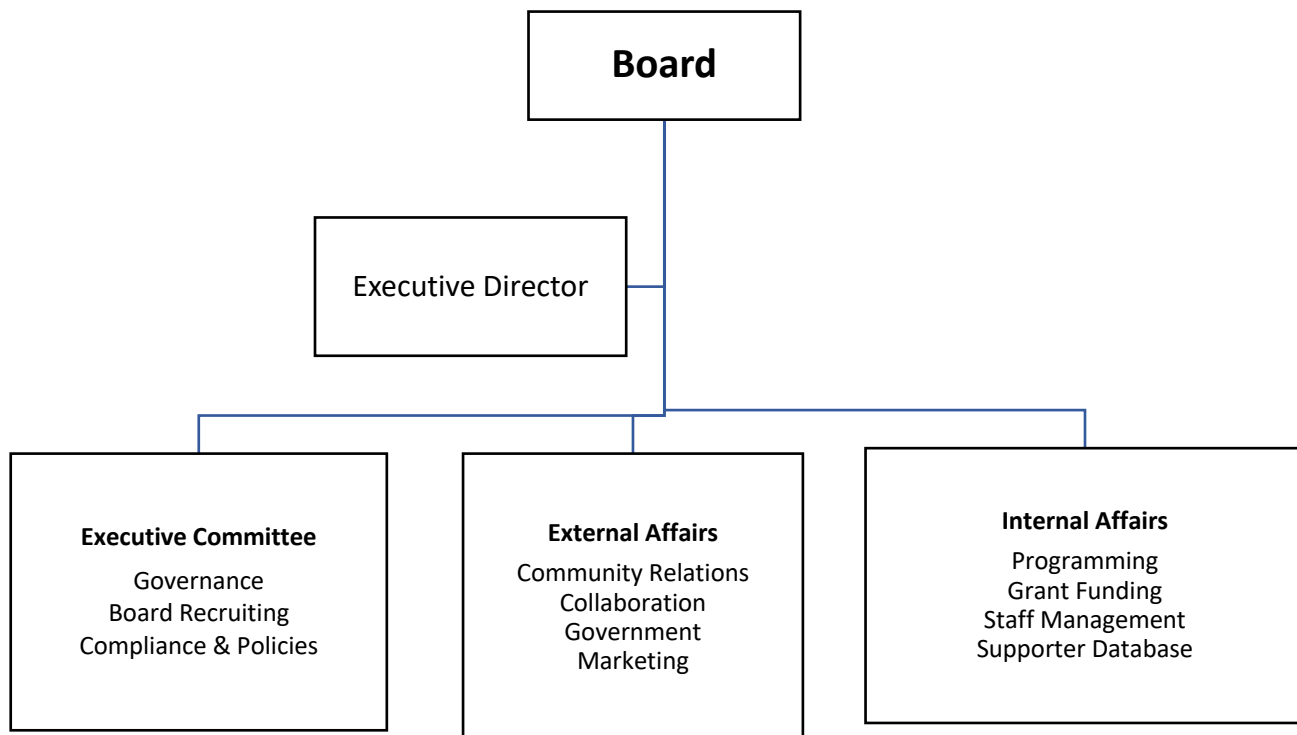 Board
Executive Director
Executive Committee
Governance
Board Recruiting
Compliance & Policies
External Affairs
Community Relations
Collaboration
Government
Marketing
Internal Affairs
Programming
Grant Funding
Staff Management
Supporter Database